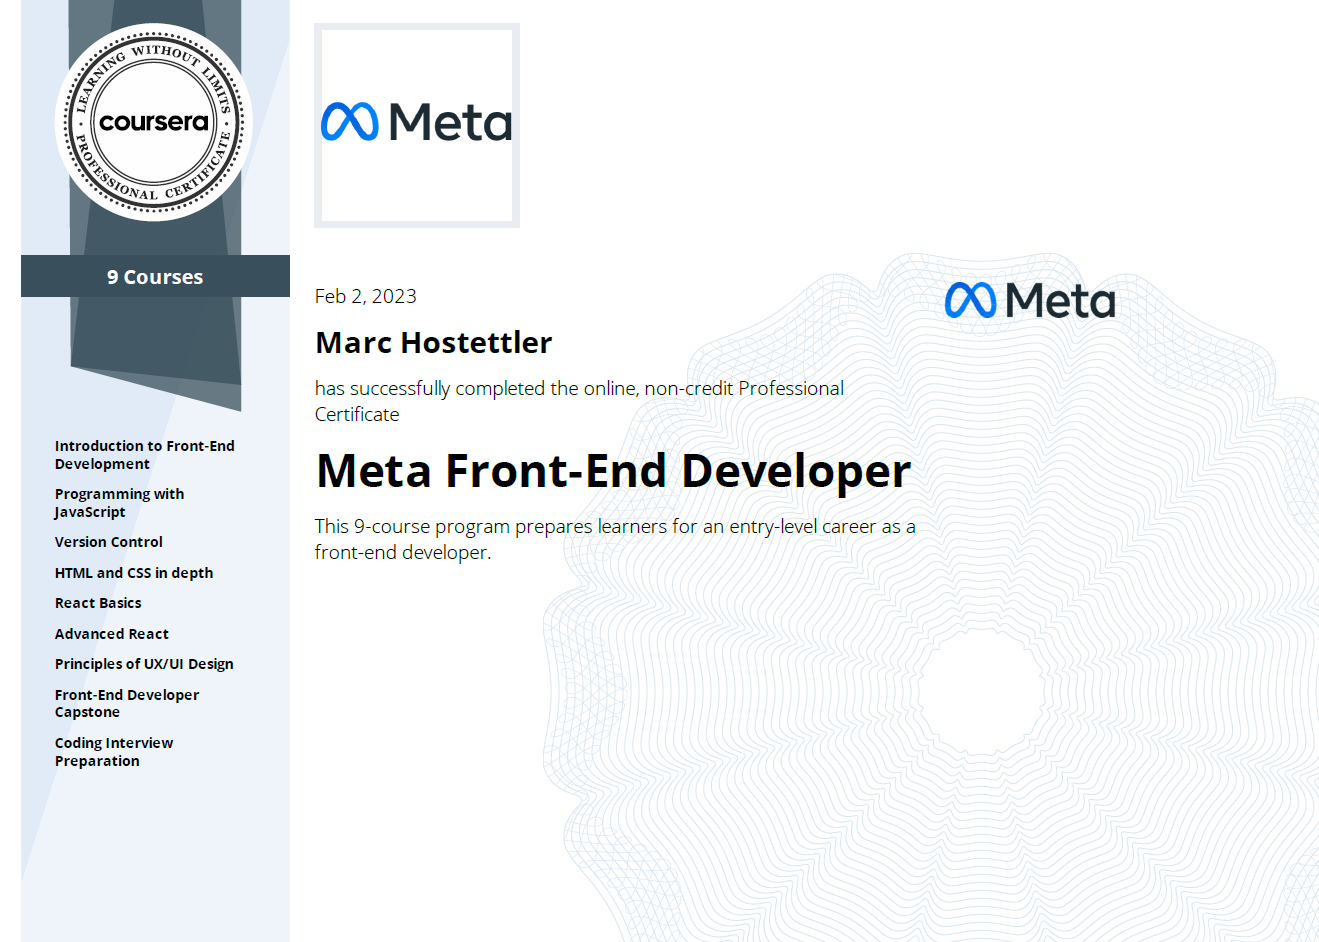 LEARNING WITHOUT LIMITS
coursera
PROFESSIONAL CERTIFICATE
9 Courses
Introduction to Front-End
Development
Programming with
JavaScript
Version Control
HTML and CSS in depth
React Basics
Advanced React
Principles of UX/UI Design
Front-End Developer
Capstone
Coding Interview
Preparation
Meta
Feb 2, 2023
Marc Hostettler
has successfully completed the online, non-credit Professional
Certificate
Meta Front-End Developer
This 9-course program prepares learners for an entry-level career as a
front-end developer.
Meta